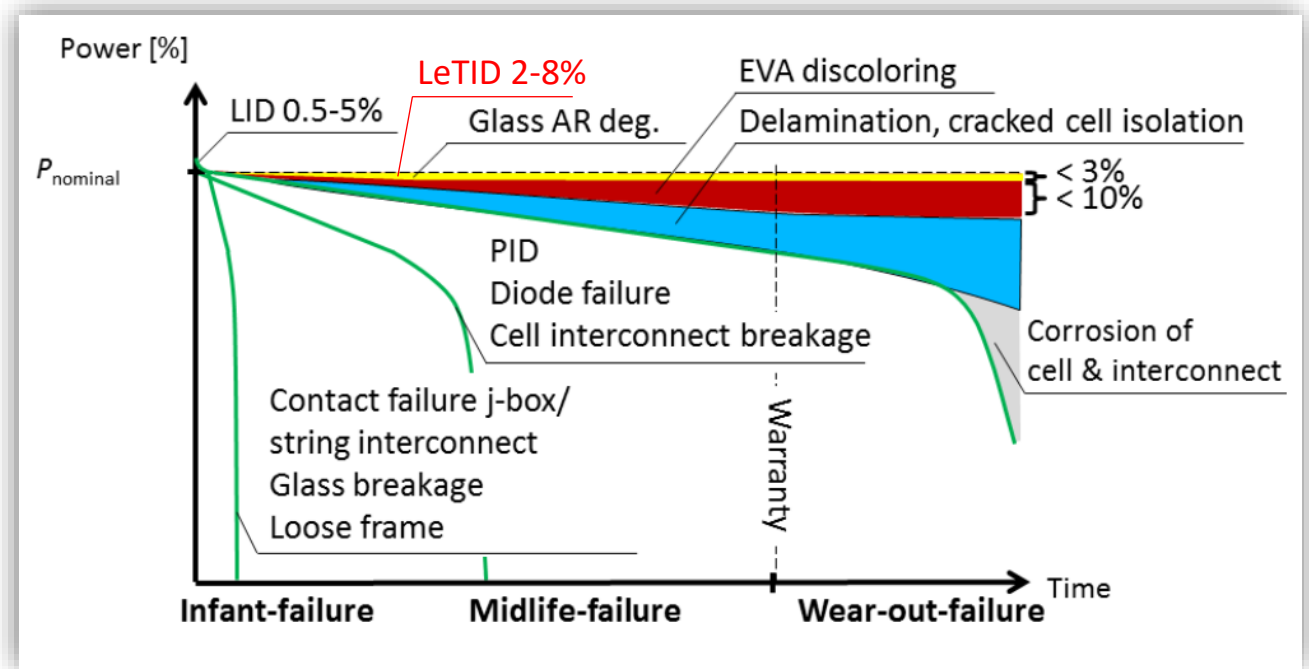 Power [%]
LeTID 2-8%
EVA discoloring
LID 0.5-5%
Glass AR deg.
Delamination, cracked cell isolation
Pnominal
< 3%
< 10%
PID
Diode failure
Cell interconnect breakage
Corrosion of
cell & interconnect
Contact failure j-box/
string interconnect
Glass breakage
Loose frame
Warranty
Time
Infant-failure
Midlife-failure
Wear-out-failure